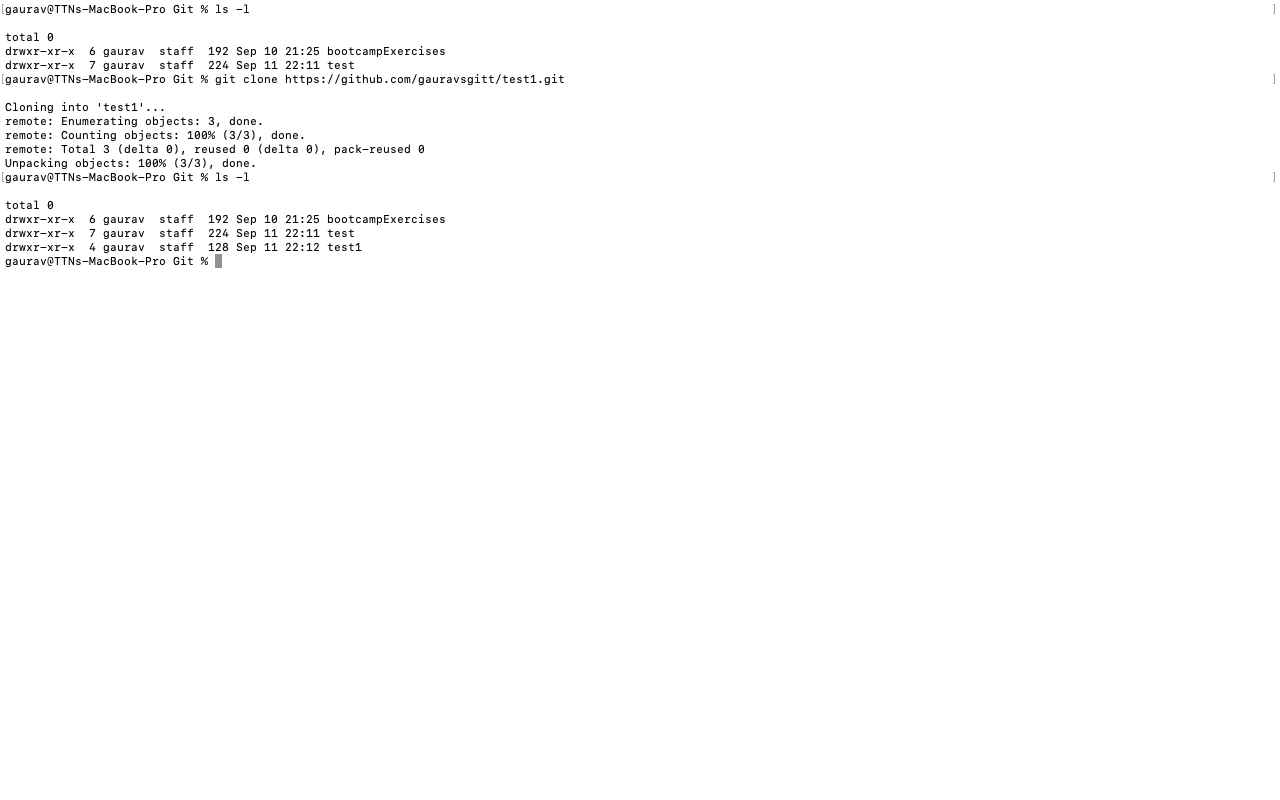 [gaurav@TTNs-MacBook-Pro Git % ls -l ]
total 0
drwxr-xr-x  6 gaurav  staff  192 Sep 10 21:25 bootcampExercises
drwxr-xr-x  7 gaurav  staff  224 Sep 11 22:11 test
[gaurav@TTNs-MacBook-Pro Git % git clone https://github.com/gauravsgitt/test1.git ]
Cloning into 'test1'...
remote: Enumerating objects: 3, done.
remote: Counting objects: 100% (3/3), done.
remote: Total 3 (delta 0), reused 0 (delta 0), pack-reused 0
Unpacking objects: 100% (3/3), done.
[gaurav@TTNs-MacBook-Pro Git % ls -l ]
total 0
drwxr-xr-x  6 gaurav  staff  192 Sep 10 21:25 bootcampExercises
drwxr-xr-x  7 gaurav  staff  224 Sep 11 22:11 test
drwxr-xr-x  4 gaurav  staff  128 Sep 11 22:12 test1
gaurav@TTNs-MacBook-Pro Git %